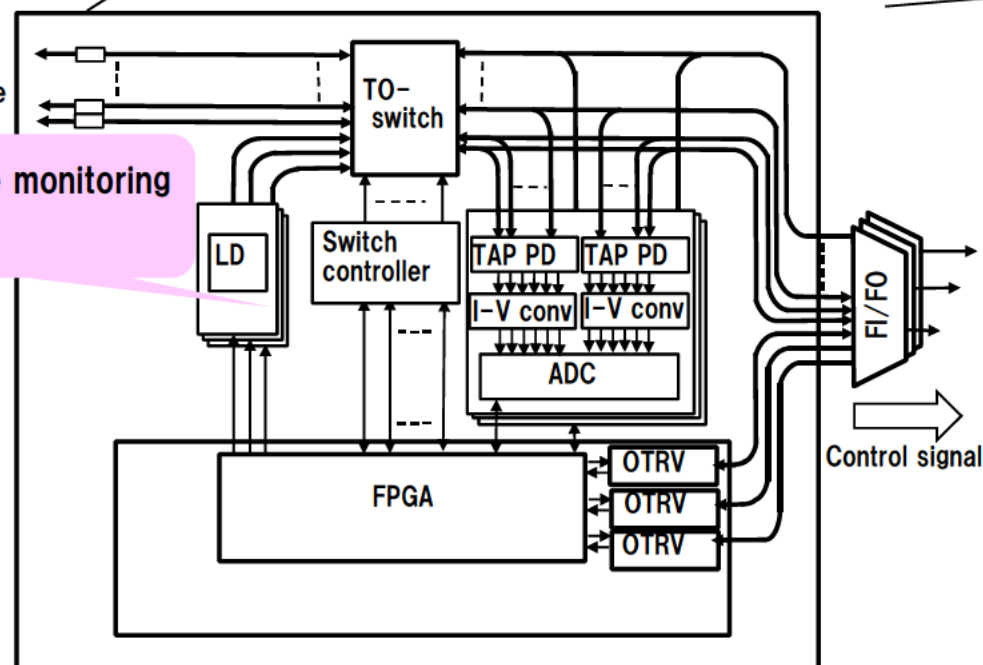 e
TO-
switch
monitoring
LD
Switch
controller
TAP PD
TAP PD
I-V conv
I-V conv
ADC
FI/FO
Control signal
FPGA
OTRV
OTRV
OTRV